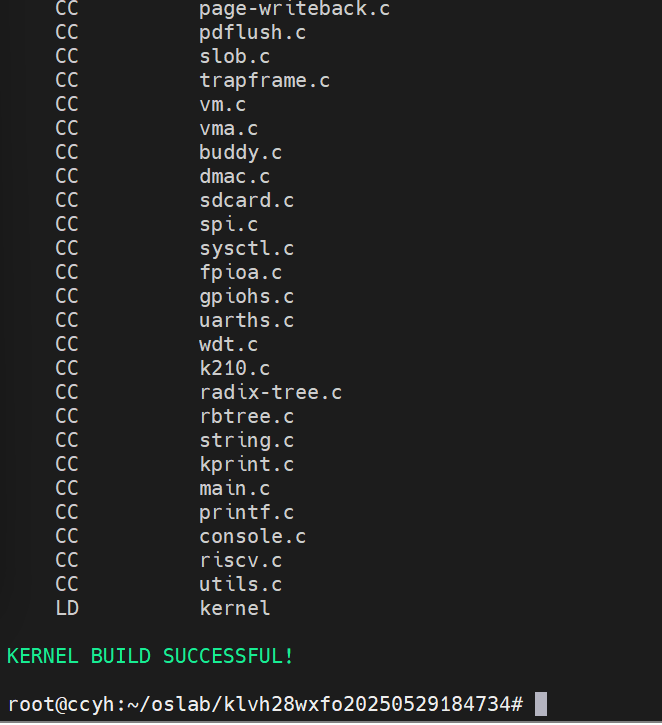 CC page-writeback.c
CC pdflush.c
CC slob.c
CC trapframe.c
CC vm.c
CC vma.c
CC buddy.c
CC dmac.c
CC sdcard.c
CC spi.c
CC sysctl.c
CC fpioa.c
CC gpiohs.c
CC uarths.c
CC wdt.c
CC k210.c
CC radix-tree.c
CC rbtree.c
CC string.c
CC kprint.c
CC main.c
CC printf.c
CC console.c
CC riscv.c
CC utils.c
LD kernel
KERNEL BUILD SUCCESSFUL!
root@ccyh:~/oslab/klvh28wxfo20250529184734#